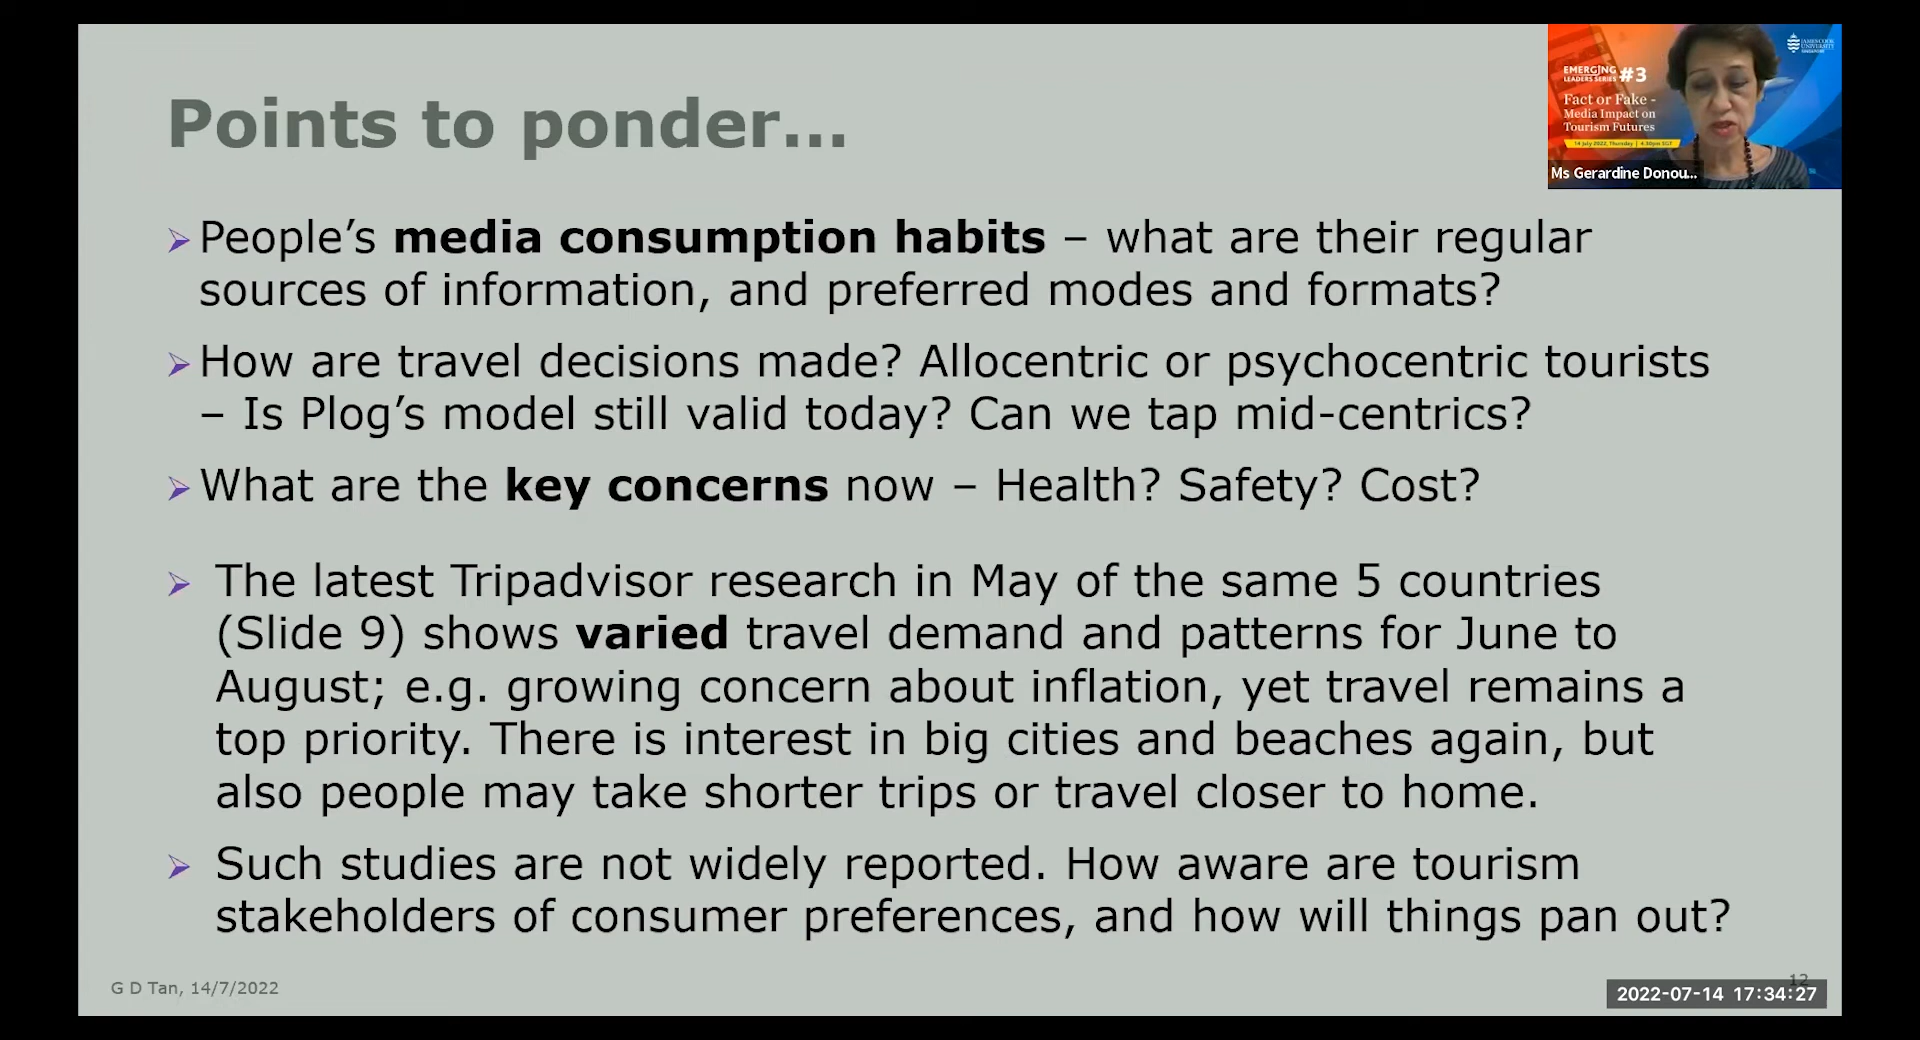 Points to ponder...
JAMES COOK
UNIVERSITY
SINGAPORE
EMERGING
LEADERS SERIES #3
Fact or Fake -
Media Impact on
Tourism Futures
14 July 2022, Thursday | 4.30pm SGT
Ms Gerardine Donou...
➢ People’s media consumption habits – what are their regular
sources of information, and preferred modes and formats?
➢ How are travel decisions made? Allocentric or psychocentric tourists
– Is Plog’s model still valid today? Can we tap mid-centrics?
➢ What are the key concerns now – Health? Safety? Cost?
➢ The latest Tripadvisor research in May of the same 5 countries
(Slide 9) shows varied travel demand and patterns for June to
August; e.g. growing concern about inflation, yet travel remains a
top priority. There is interest in big cities and beaches again, but
also people may take shorter trips or travel closer to home.
➢ Such studies are not widely reported. How aware are tourism
stakeholders of consumer preferences, and how will things pan out?
G D Tan, 14/7/2022
12
2022-07-14 17:34:27